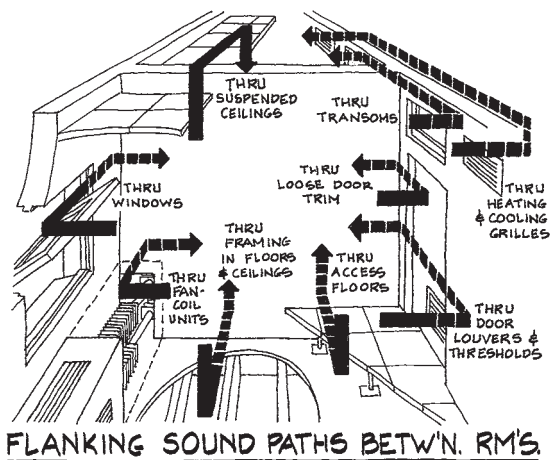 THRU
SUSPENDED
CEILINGS
THRU
TRANSOMS
THRU
LOOSE DOOR
TRIM
THRU
HEATING
& COOLING
GRILLES
THRU
WINDOWS
THRU
FRAMING
IN FLOORS
& CEILINGS
THRU
ACCESS
FLOORS
THRU
FAN-
COIL
UNITS
THRU
DOOR
LOUVERS &
THRESHOLDS
FLANKING SOUND PATHS BETW'N. RM'S.